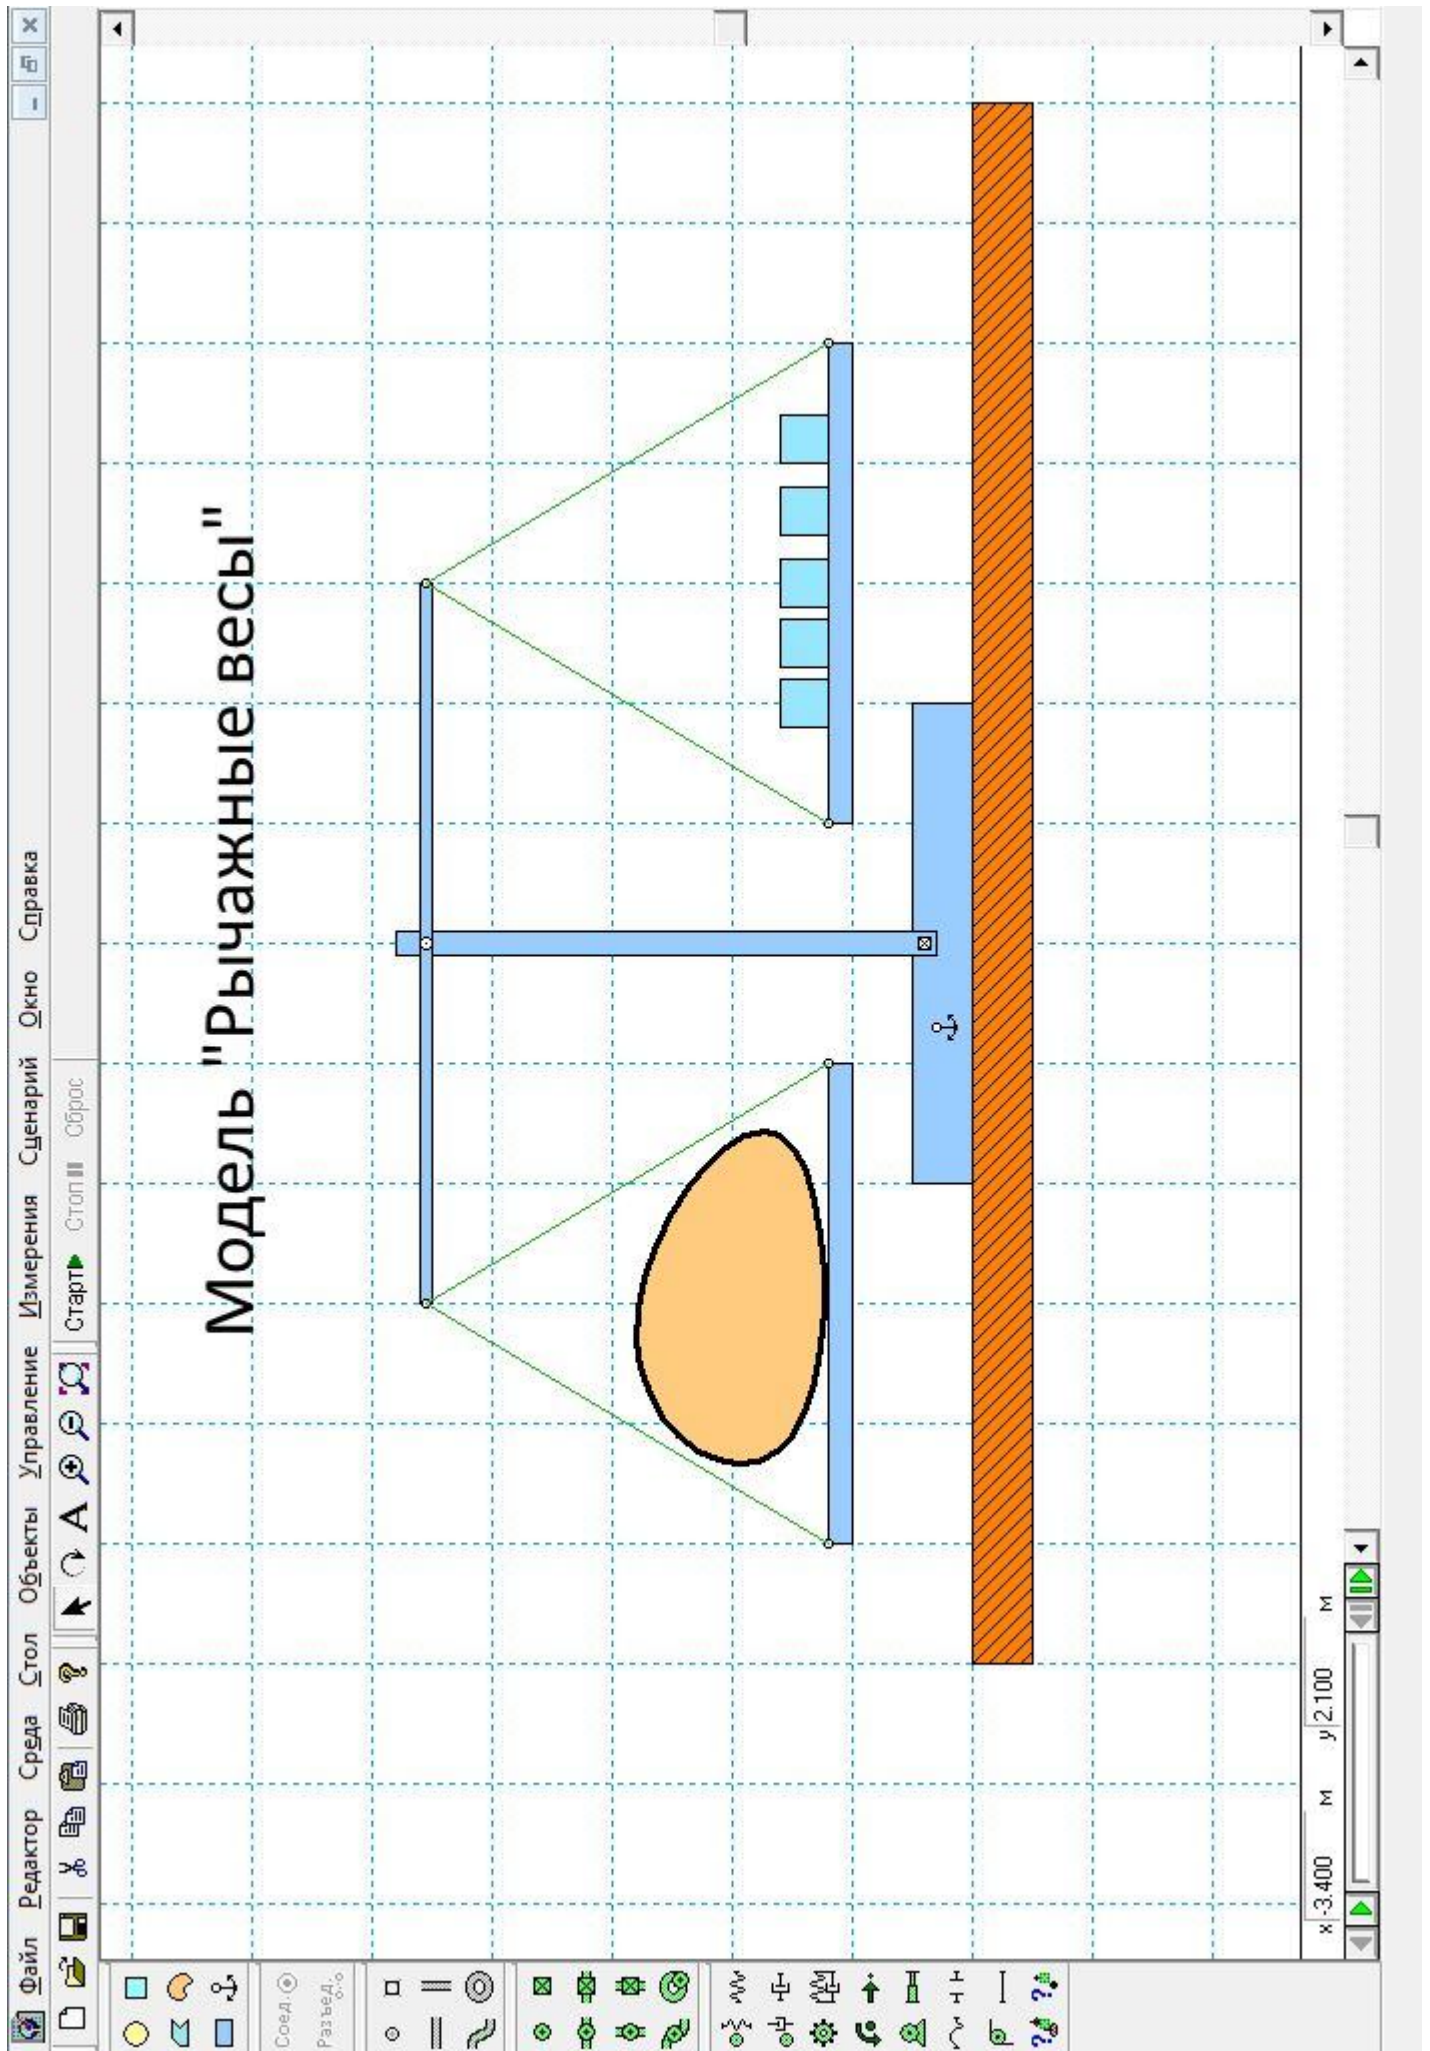 Файл Редактор Среда Стол Объекты Управление Измерения Сценарий Окно Справка
A Старт Стоп Сброс
Соед.
Разъед.
Модель "Рычажные весы"
x -3.400 м y 2.100 м